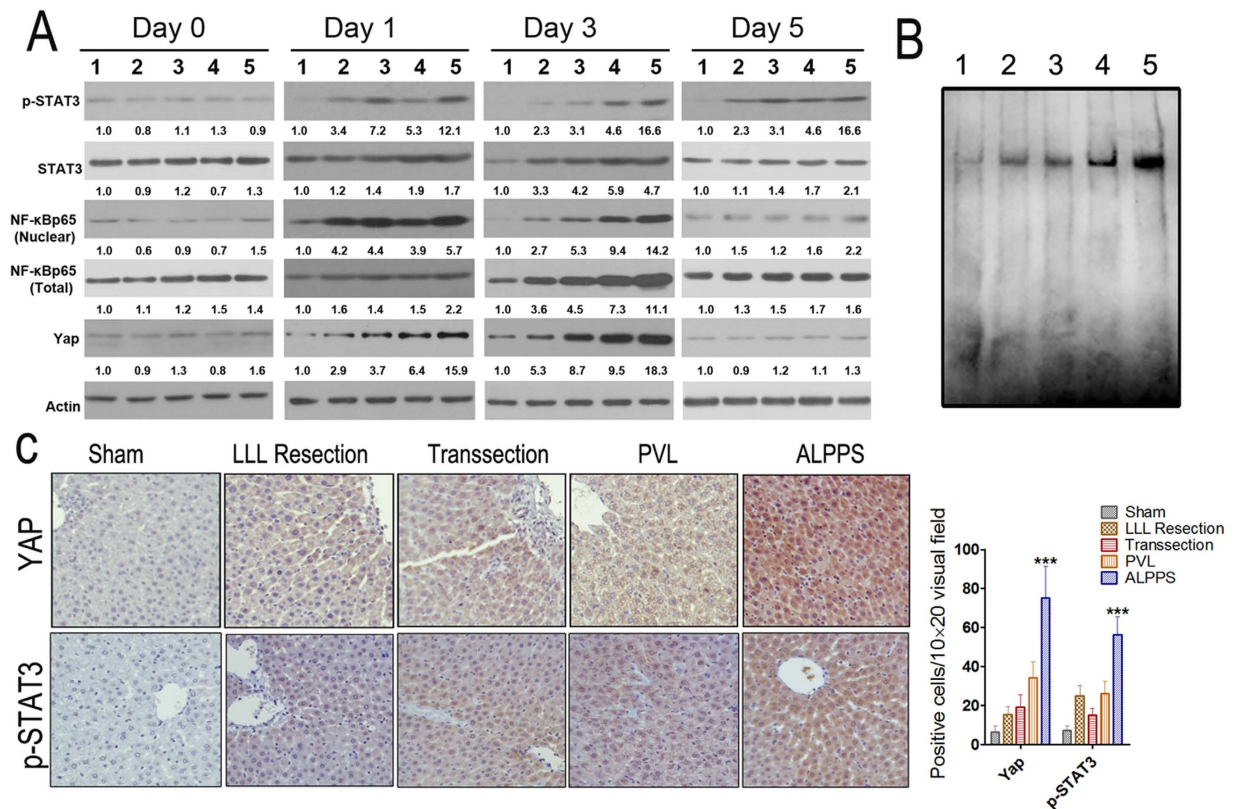 A
Day 0 Day 1 Day 3 Day 5
1 2 3 4 5 1 2 3 4 5 1 2 3 4 5 1 2 3 4 5
p-STAT3
1.0 0.8 1.1 1.3 0.9 1.0 3.4 7.2 5.3 12.1 1.0 2.3 3.1 4.6 16.6 1.0 2.3 3.1 4.6 16.6
STAT3
1.0 0.9 1.2 0.7 1.3 1.0 1.2 1.4 1.9 1.7 1.0 3.3 4.2 5.9 4.7 1.0 1.1 1.4 1.7 2.1
NF-κBp65
(Nuclear)
1.0 0.6 0.9 0.7 1.5 1.0 4.2 4.4 3.9 5.7 1.0 2.7 5.3 9.4 14.2 1.0 1.5 1.2 1.6 2.2
NF-κBp65
(Total)
1.0 1.1 1.2 1.5 1.4 1.0 1.6 1.4 1.5 2.2 1.0 3.6 4.5 7.3 11.1 1.0 1.3 1.5 1.7 1.6
Yap
1.0 0.9 1.3 0.8 1.6 1.0 2.9 3.7 6.4 15.9 1.0 5.3 8.7 9.5 18.3 1.0 0.9 1.2 1.1 1.3
Actin
B
1 2 3 4 5
C
Sham LLL Resection Transsection PVL ALPPS
YAP
p-STAT3
Positive cells/10×20 visual field
100
80
60
40
20
0
Sham
LLL Resection
Transsection
PVL
ALPPS
***
***
Yap
p-STAT3